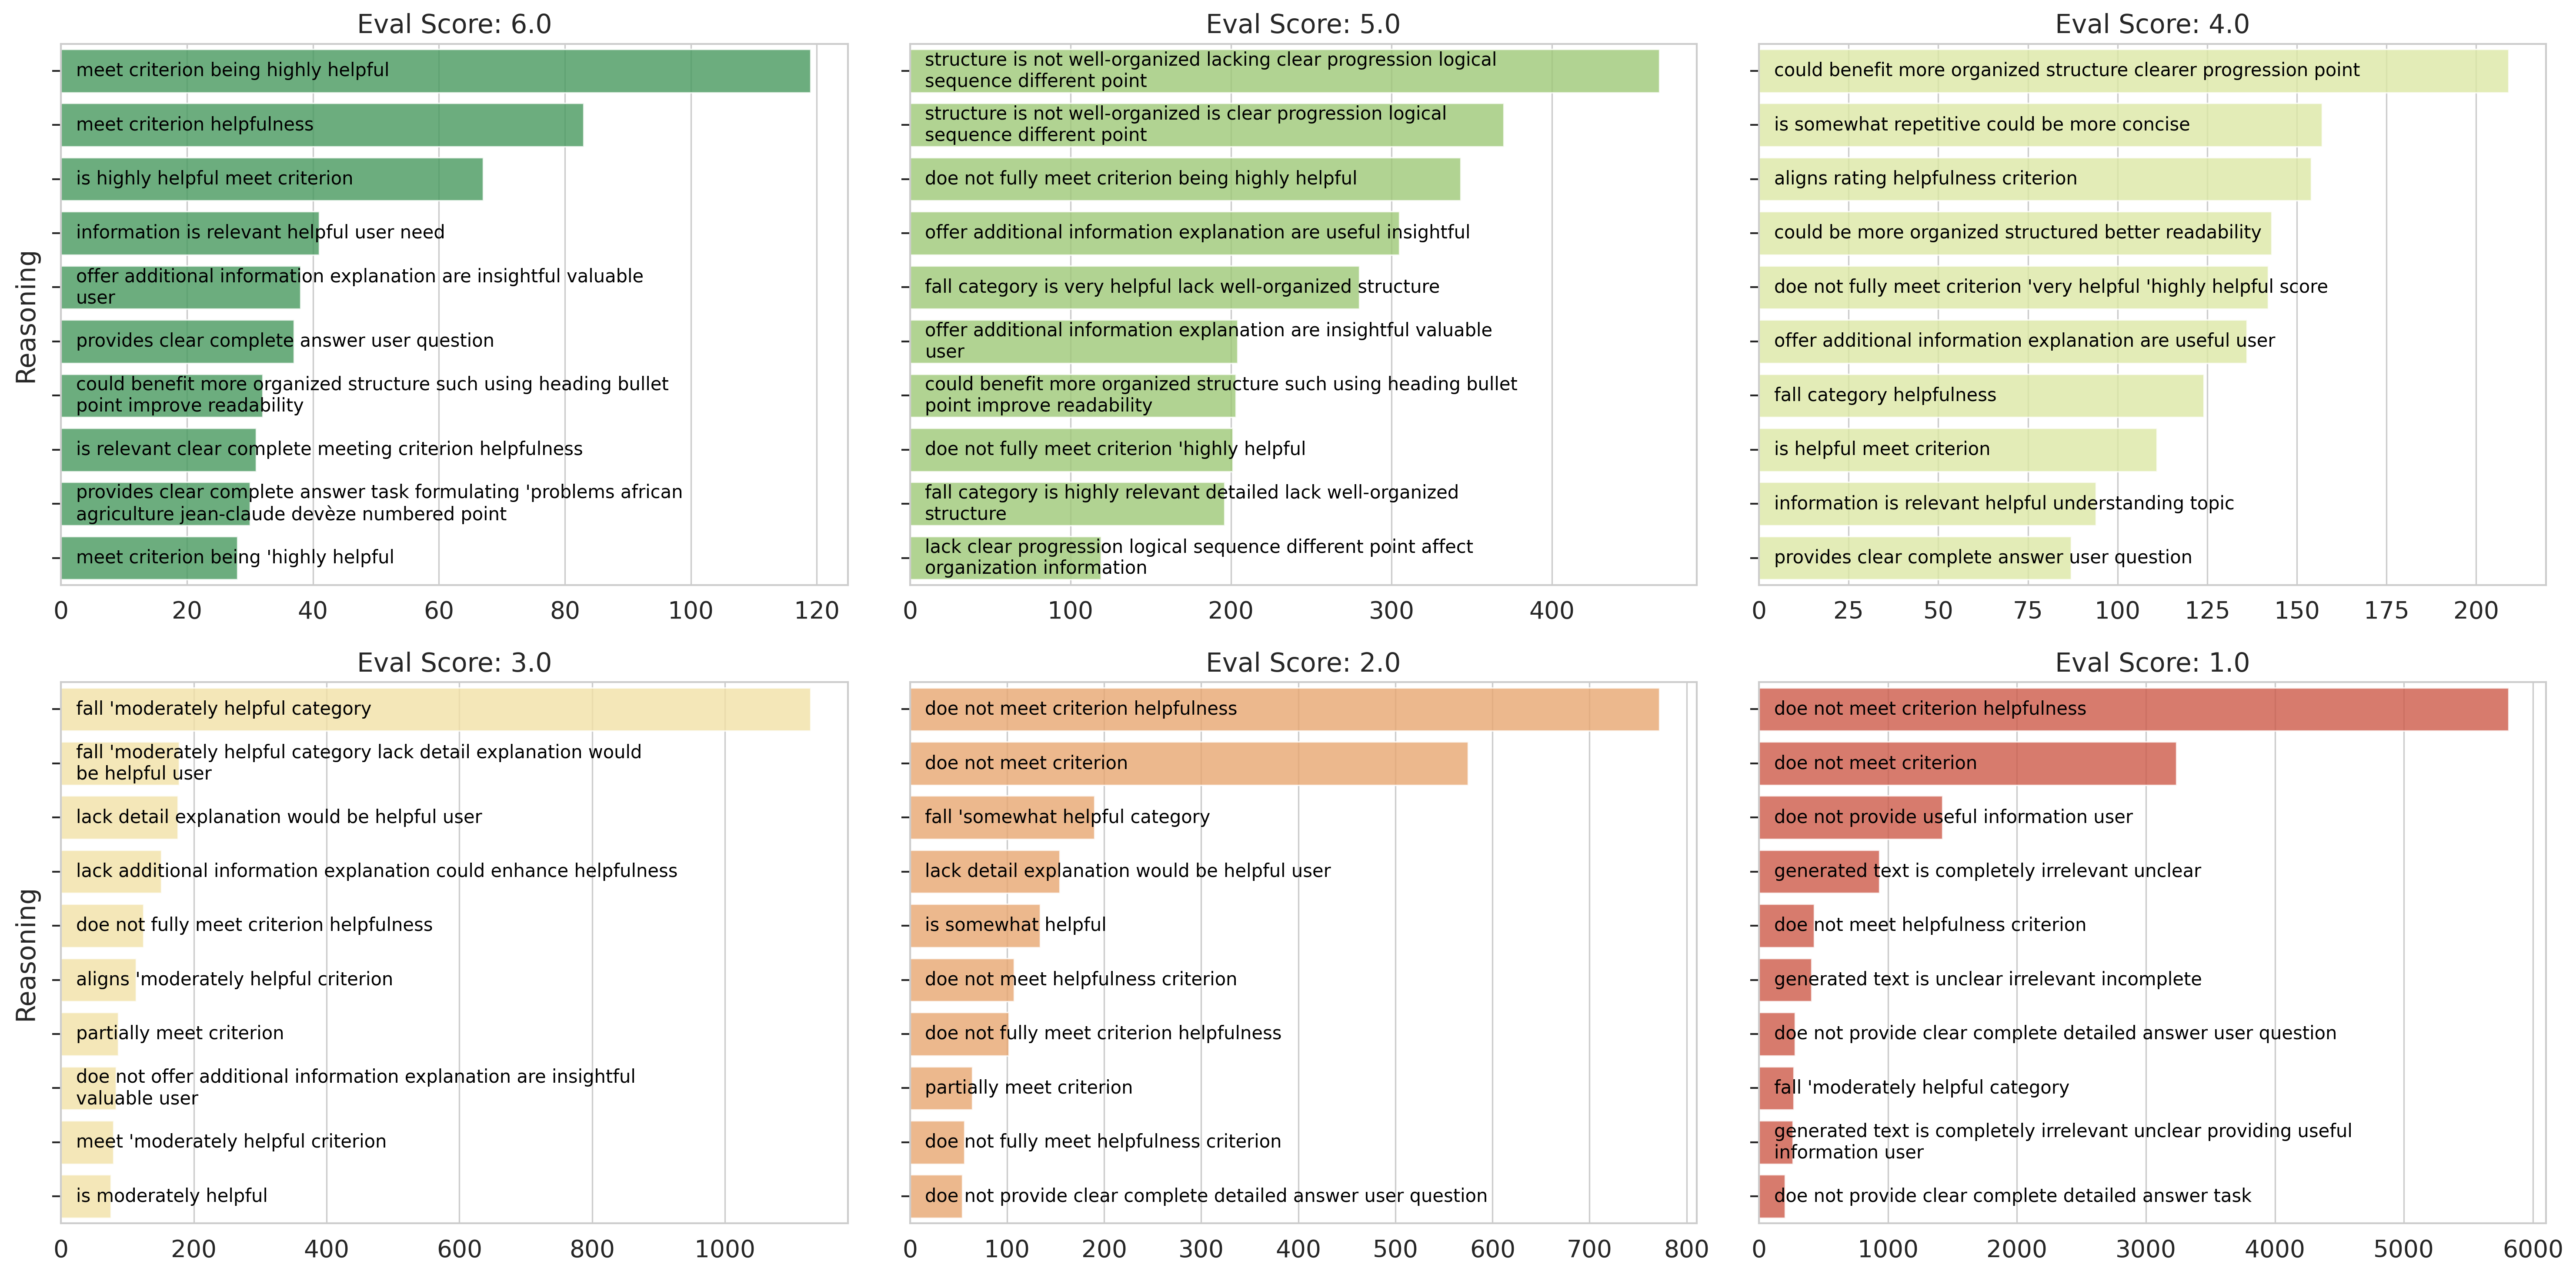 Eval Score: 6.0
Reasoning
meet criterion being highly helpful
meet criterion helpfulness
is highly helpful meet criterion
information is relevant helpful user need
offer additional information explanation are insightful valuable
user
provides clear complete answer user question
could benefit more organized structure such using heading bullet
point improve readability
is relevant clear complete meeting criterion helpfulness
provides clear complete answer task formulating 'problems african
agriculture jean-claude devèze numbered point
meet criterion being 'highly helpful
0 20 40 60 80 100 120
Eval Score: 5.0
structure is not well-organized lacking clear progression logical
sequence different point
structure is not well-organized is clear progression logical
sequence different point
doe not fully meet criterion being highly helpful
offer additional information explanation are useful insightful
fall category is very helpful lack well-organized structure
offer additional information explanation are insightful valuable
user
could benefit more organized structure such using heading bullet
point improve readability
doe not fully meet criterion 'highly helpful
fall category is highly relevant detailed lack well-organized
structure
lack clear progression logical sequence different point affect
organization information
0 100 200 300 400
Eval Score: 4.0
could benefit more organized structure clearer progression point
is somewhat repetitive could be more concise
aligns rating helpfulness criterion
could be more organized structured better readability
doe not fully meet criterion 'very helpful 'highly helpful score
offer additional information explanation are useful user
fall category helpfulness
is helpful meet criterion
information is relevant helpful understanding topic
provides clear complete answer user question
0 25 50 75 100 125 150 175 200
Eval Score: 3.0
Reasoning
fall 'moderately helpful category
fall 'moderately helpful category lack detail explanation would
be helpful user
lack detail explanation would be helpful user
lack additional information explanation could enhance helpfulness
doe not fully meet criterion helpfulness
aligns 'moderately helpful criterion
partially meet criterion
doe not offer additional information explanation are insightful
valuable user
meet 'moderately helpful criterion
is moderately helpful
0 200 400 600 800 1000
Eval Score: 2.0
doe not meet criterion helpfulness
doe not meet criterion
fall 'somewhat helpful category
lack detail explanation would be helpful user
is somewhat helpful
doe not meet helpfulness criterion
doe not fully meet criterion helpfulness
partially meet criterion
doe not fully meet helpfulness criterion
doe not provide clear complete detailed answer user question
0 100 200 300 400 500 600 700 800
Eval Score: 1.0
doe not meet criterion helpfulness
doe not meet criterion
doe not provide useful information user
generated text is completely irrelevant unclear
doe not meet helpfulness criterion
generated text is unclear irrelevant incomplete
doe not provide clear complete detailed answer user question
fall 'moderately helpful category
generated text is completely irrelevant unclear providing useful
information user
doe not provide clear complete detailed answer task
0 1000 2000 3000 4000 5000 6000